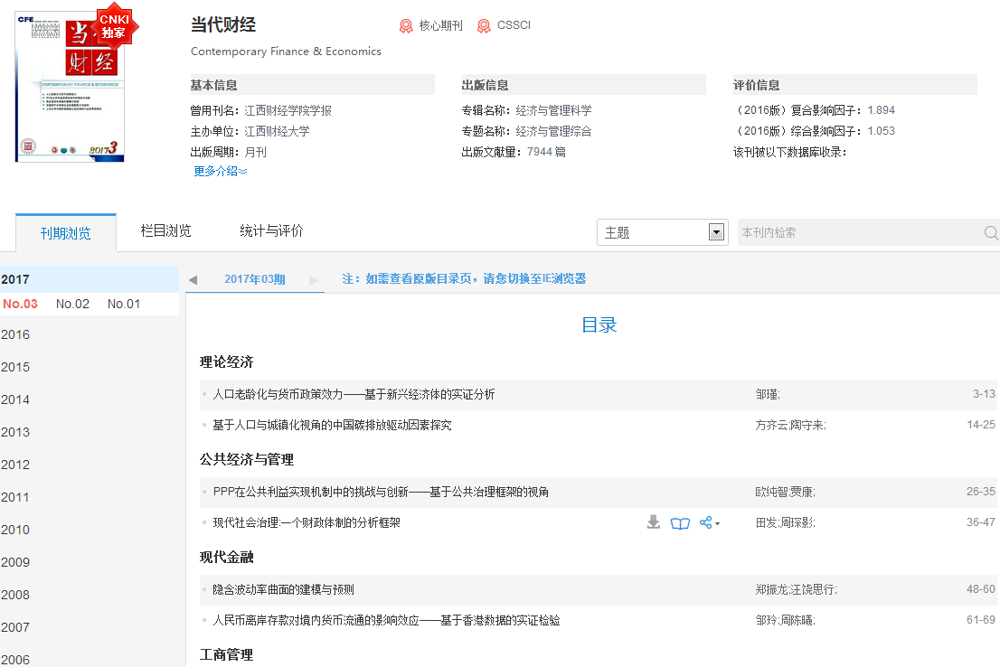 CFE
CNKI
独家
当代
财经
CONTEMPORARY FINANCE & ECONOMICS
2017 3
当代财经
核心期刊
CSSCI
Contemporary Finance & Economics
基本信息
出版信息
评价信息
曾用刊名：江西财经学院学报
专辑名称：经济与管理科学
（2016版）复合影响因子：1.894
主办单位：江西财经大学
专题名称：经济与管理综合
（2016版）综合影响因子：1.053
出版周期：月刊
出版文献量：7944 篇
该刊被以下数据库收录：
更多介绍
刊期浏览
栏目浏览
统计与评价
主题
本刊内检索
2017
2017年03期
注：如需查看原版目录页，请您切换至IE浏览器
No.03 No.02 No.01
2016
2015
2014
2013
2012
2011
2010
2009
2008
2007
2006
目录
理论经济
人口老龄化与货币政策效力——基于新兴经济体的实证分析 邹瑾; 3-13
基于人口与城镇化视角的中国碳排放驱动因素探究 方齐云;陶守来; 14-25
公共经济与管理
PPP在公共利益实现机制中的挑战与创新——基于公共治理框架的视角 欧纯智;贾康; 26-35
现代社会治理:一个财政体制的分析框架 田发;周琛影; 36-47
现代金融
隐含波动率曲面的建模与预测 郑振龙;汪饶思行; 48-60
人民币离岸存款对境内货币流通的影响效应——基于香港数据的实证检验 邹玲;周陈曦; 61-69
工商管理